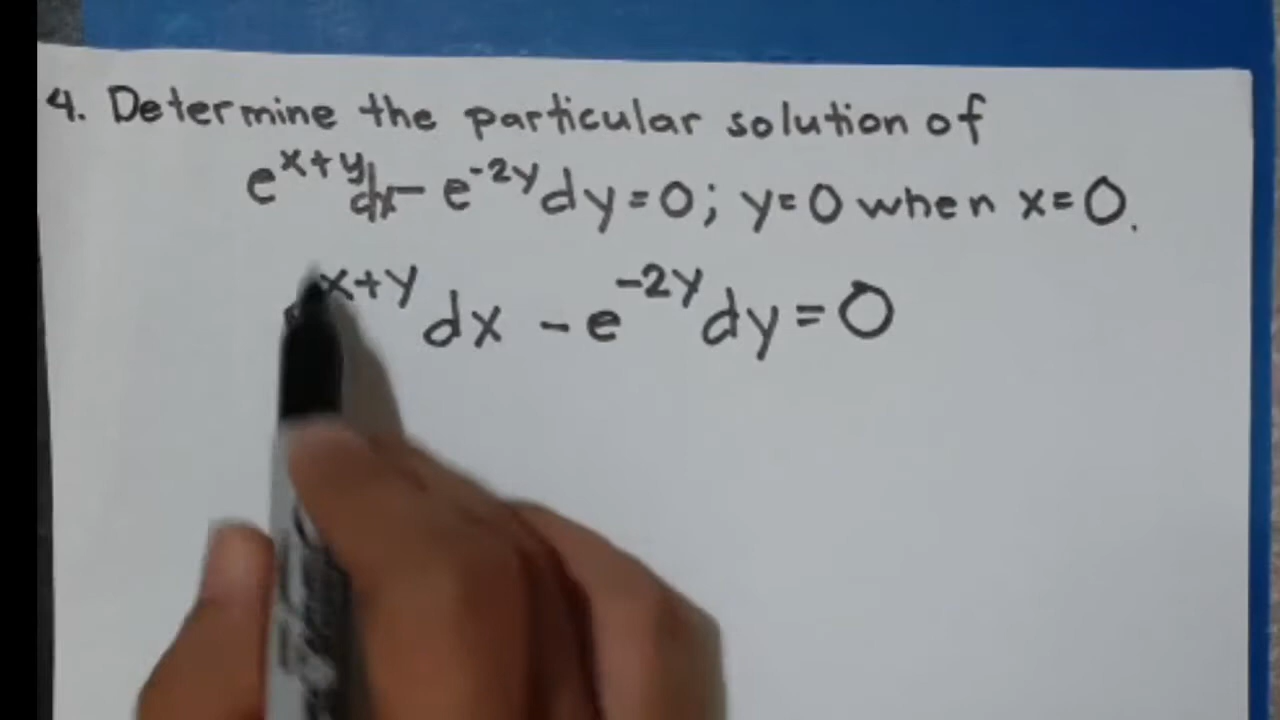 4. Determine the particular solution of
e^{x+y}dx - e^{-2y}dy = 0; y = 0 when x = 0.
x+y dx - e^{-2y} dy = 0